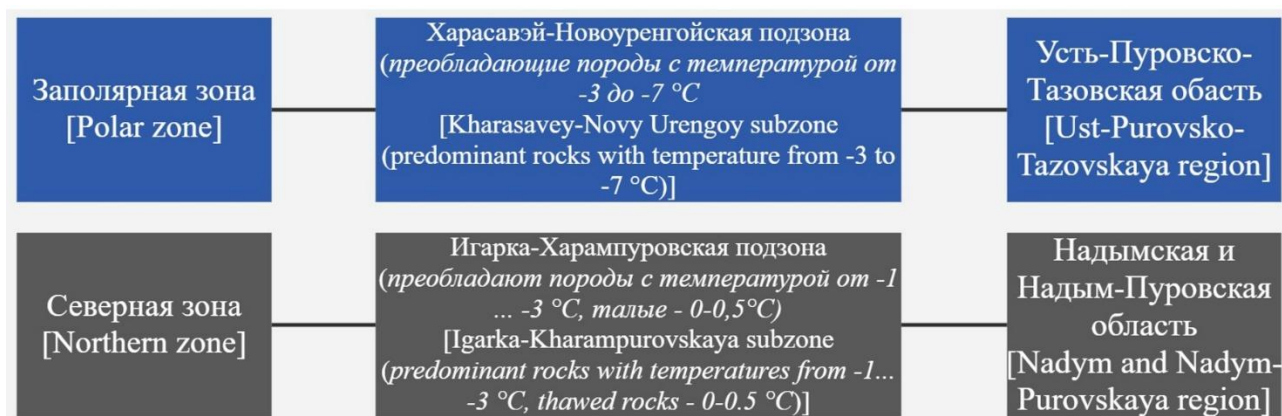 Заполярная зона
[Polar zone]
Харасавэй-Новоуренгойская подзона
(преобладающие породы с температурой от
-3 до -7 °C
[Kharasavey-Novy Urengoy subzone
(predominant rocks with temperature from -3 to
-7 °C)]
Усть-Пуровско-
Тазовская обасть
[Ust-Purovsko-
Tazovskaya region]
Северная зона
[Northern zone]
Игарка-Харампуровская подзона
(преобладают породы с температурой от -1
... -3 °C, талые - 0-0,5°C)
[Igarka-Kharampurovskaya subzone
(predominant rocks with temperatures from -1...
-3 °C, thawed rocks - 0-0.5 °C)]
Надымская и
Надым-Пуровская
область
[Nadym and Nadym-
Purovskaya region]